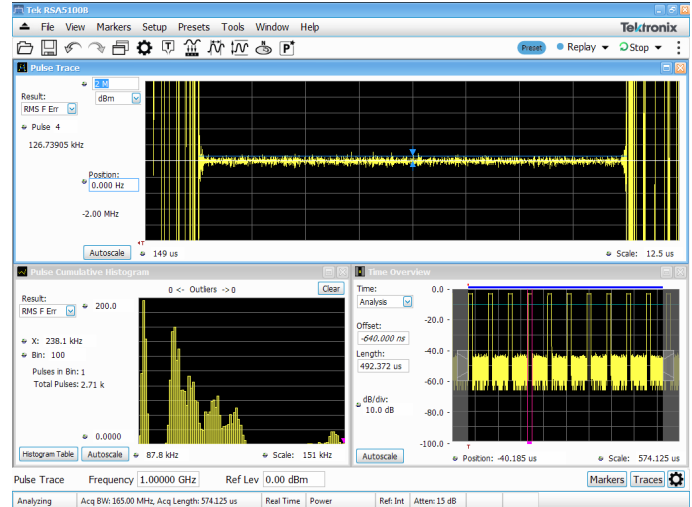 Tek RSA5100B
File View Markers Setup Presets Tools Window Help
Tektronix
Preset Replay Stop
Pulse Trace
2 M
dBm
Result:
RMS F Err
Pulse 4
126.73905 kHz
Position:
0.000 Hz
-2.00 MHz
Autoscale
149 us
Scale: 12.5 us
Pulse Cumulative Histogram
0 <- Outliers -> 0
Clear
Result:
RMS F Err
200.0
X: 238.1 kHz
Bin: 100
Pulses in Bin: 1
Total Pulses: 2.71 k
0.0000
Histogram Table Autoscale
87.8 kHz
Scale: 151 kHz
Time Overview
Time:
Analysis
Offset:
-640.000 ns
Length:
492.372 us
dB/div:
10.0 dB
Autoscale
0.0
-20.0
-40.0
-60.0
-80.0
-100.0
Position: -40.185 us
Scale: 574.125 us
Pulse Trace Frequency 1.00000 GHz Ref Lev 0.00 dBm Markers Traces
Analyzing Acq BW: 165.00 MHz, Acq Length: 574.125 us Real Time Power Ref: Int Atten: 15 dB